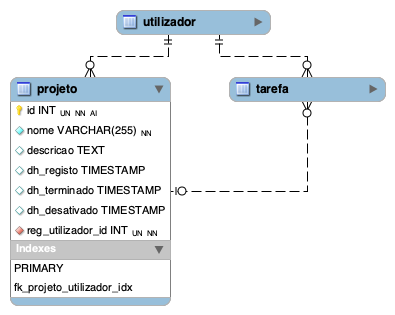 utilizador
projeto
tarefa
id INT UN NN AI
nome VARCHAR(255) NN
descricao TEXT
dh_registo TIMESTAMP
dh_terminado TIMESTAMP
dh_desativado TIMESTAMP
reg_utilizador_id INT UN NN
Indexes
PRIMARY
fk_projeto_utilizador_idx